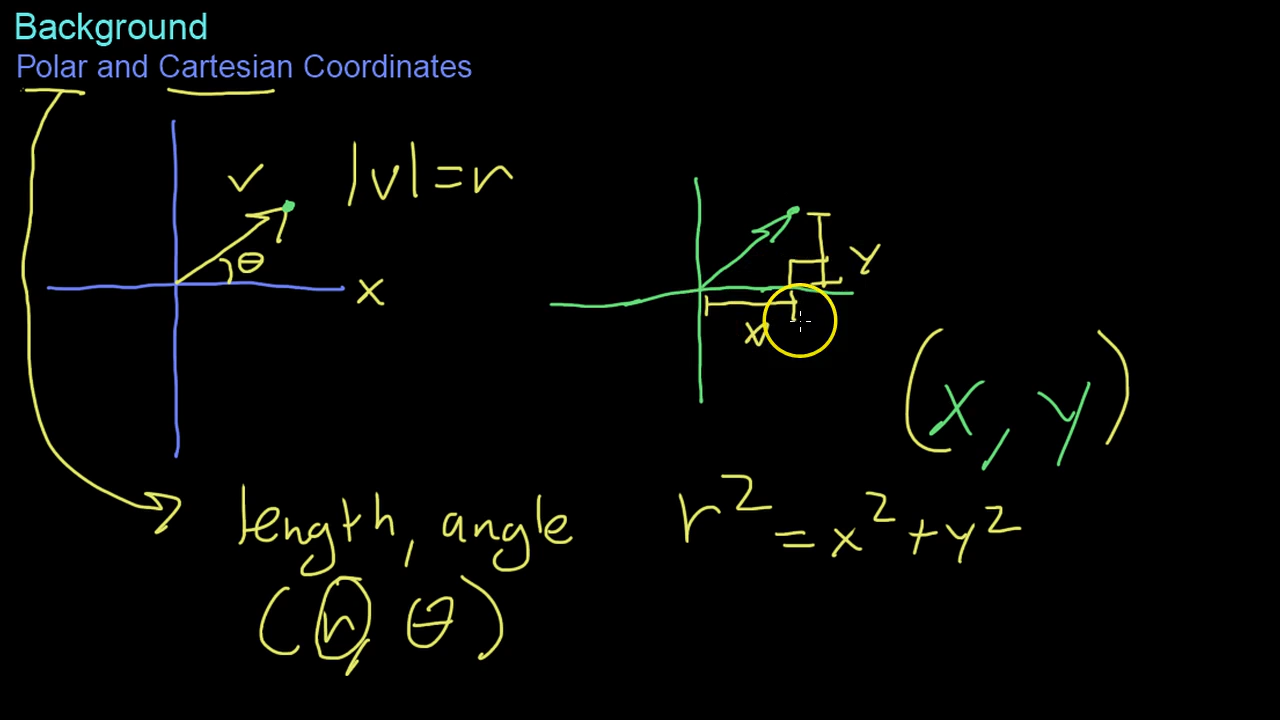 Background
Polar and Cartesian Coordinates
v
|v|=r
θ
x
y
x
(x, y)
length, angle
r² = x² + y²
(r, θ)